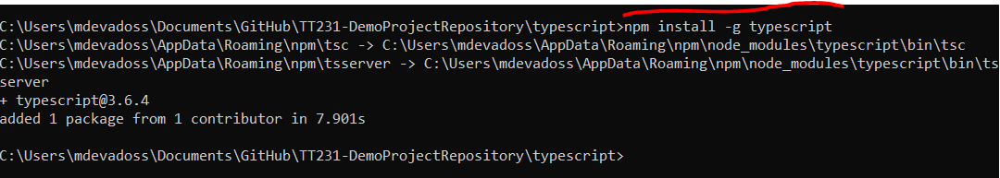 C:\Users\mdevadoss\Documents\GitHub\TT231-DemoProjectRepository\typescript>npm install -g typescript
C:\Users\mdevadoss\AppData\Roaming\npm\tsc -> C:\Users\mdevadoss\AppData\Roaming\npm\node_modules\typescript\bin\tsc
C:\Users\mdevadoss\AppData\Roaming\npm\tsserver -> C:\Users\mdevadoss\AppData\Roaming\npm\node_modules\typescript\bin\ts
server
+ typescript@3.6.4
added 1 package from 1 contributor in 7.901s
C:\Users\mdevadoss\Documents\GitHub\TT231-DemoProjectRepository\typescript>